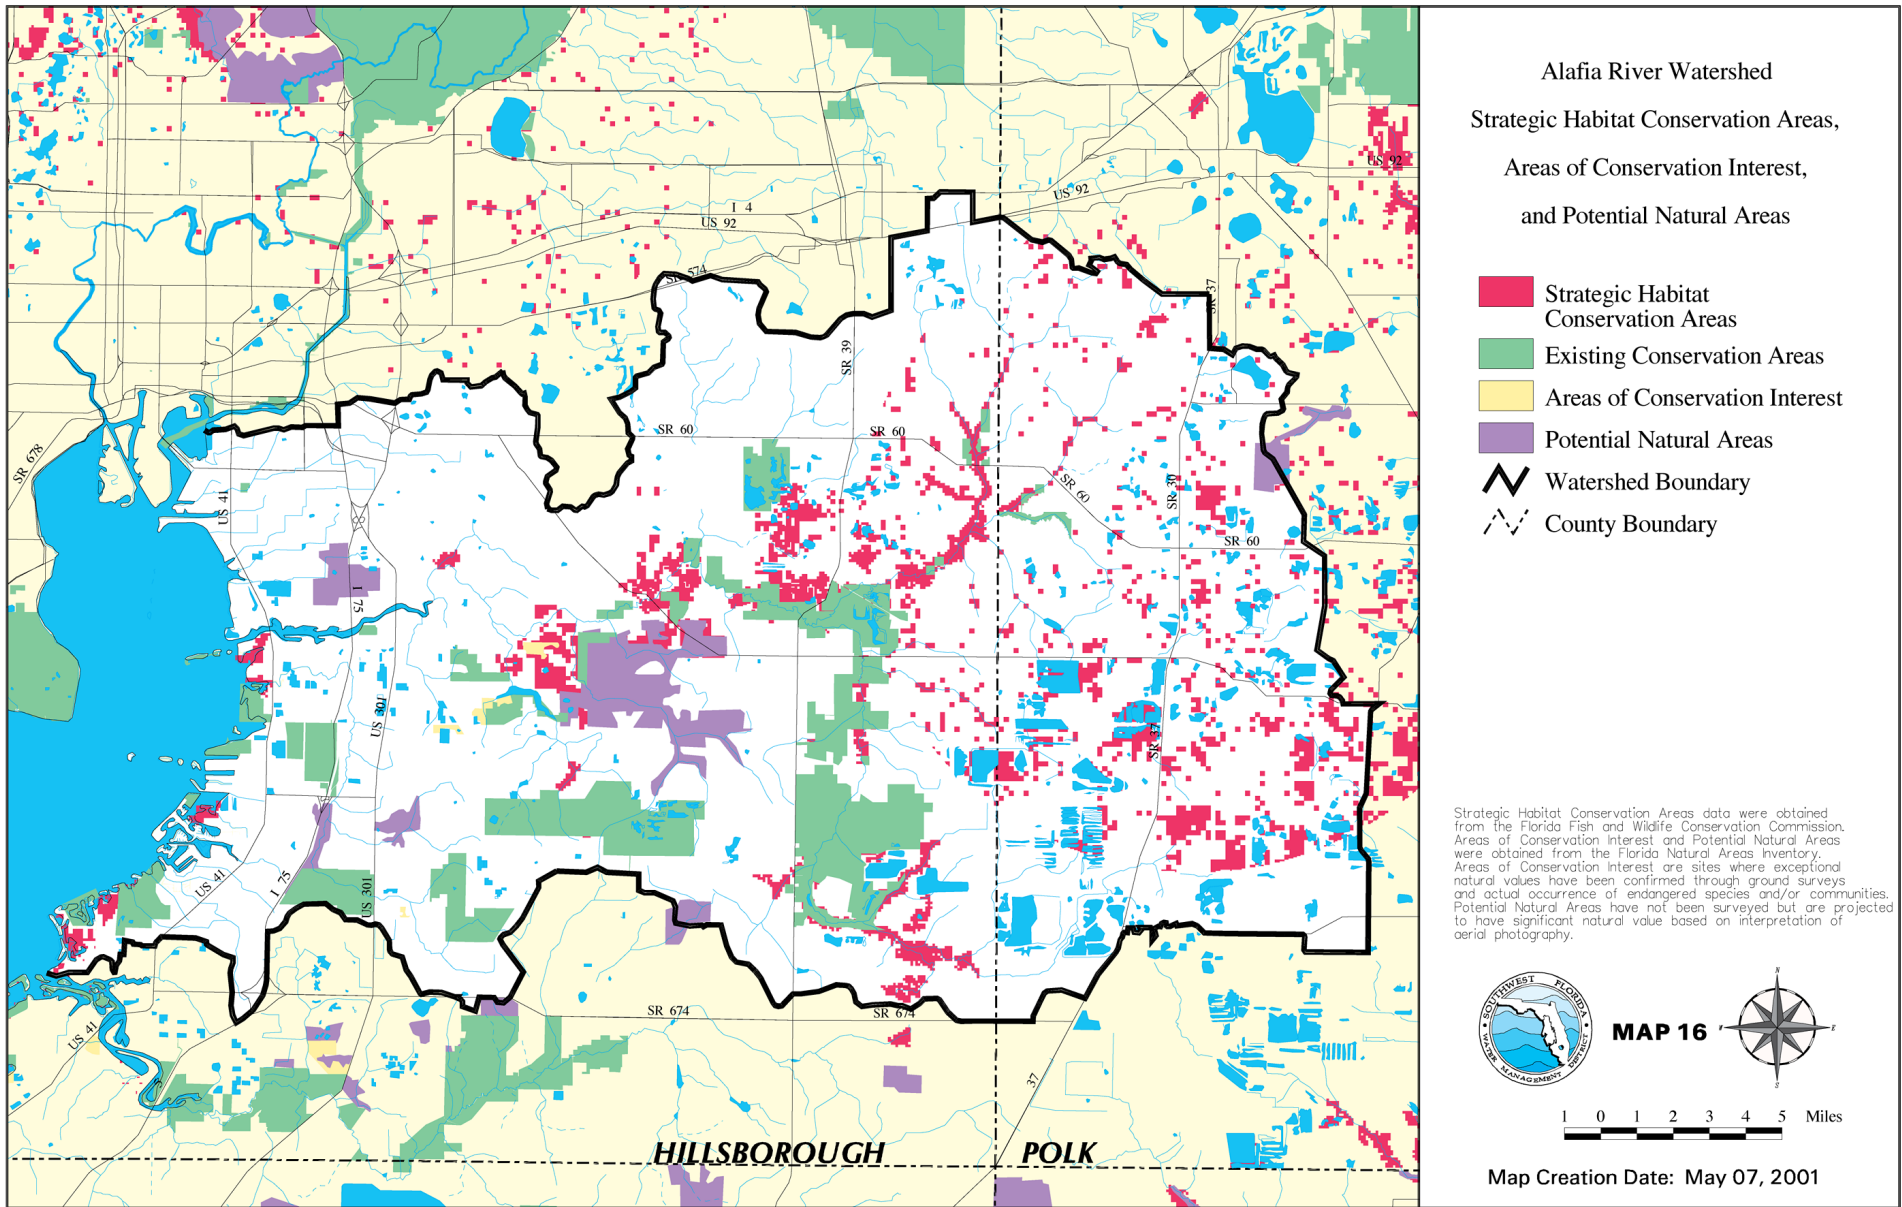 Alafia River Watershed
Strategic Habitat Conservation Areas,
Areas of Conservation Interest,
and Potential Natural Areas
Strategic Habitat
Conservation Areas
Existing Conservation Areas
Areas of Conservation Interest
Potential Natural Areas
Watershed Boundary
County Boundary
Strategic Habitat Conservation Areas data were obtained
from the Florida Fish and Wildlife Conservation Commission.
Areas of Conservation Interest and Potential Natural Areas
were obtained from the Florida Natural Areas Inventory.
Areas of Conservation Interest are sites where exceptional
natural values have been confirmed through ground surveys
and actual occurrence of endangered species and/or communities.
Potential Natural Areas have not been surveyed but are projected
to have significant natural value based on interpretation of
aerial photography.
SOUTHWEST FLORIDA
WATER MANAGEMENT DISTRICT
MAP 16
N
W
E
S
1 0 1 2 3 4 5 Miles
Map Creation Date: May 07, 2001
US 92
US 92
I 4
US 92
SR 574
SR 37
SR 39
SR 60
SR 60
SR 678
US 41
SR 60
SR 60
I 75
US 301
SR 37
US 41
I 75
US 301
SR 674
SR 674
US 41
37
HILLSBOROUGH
POLK